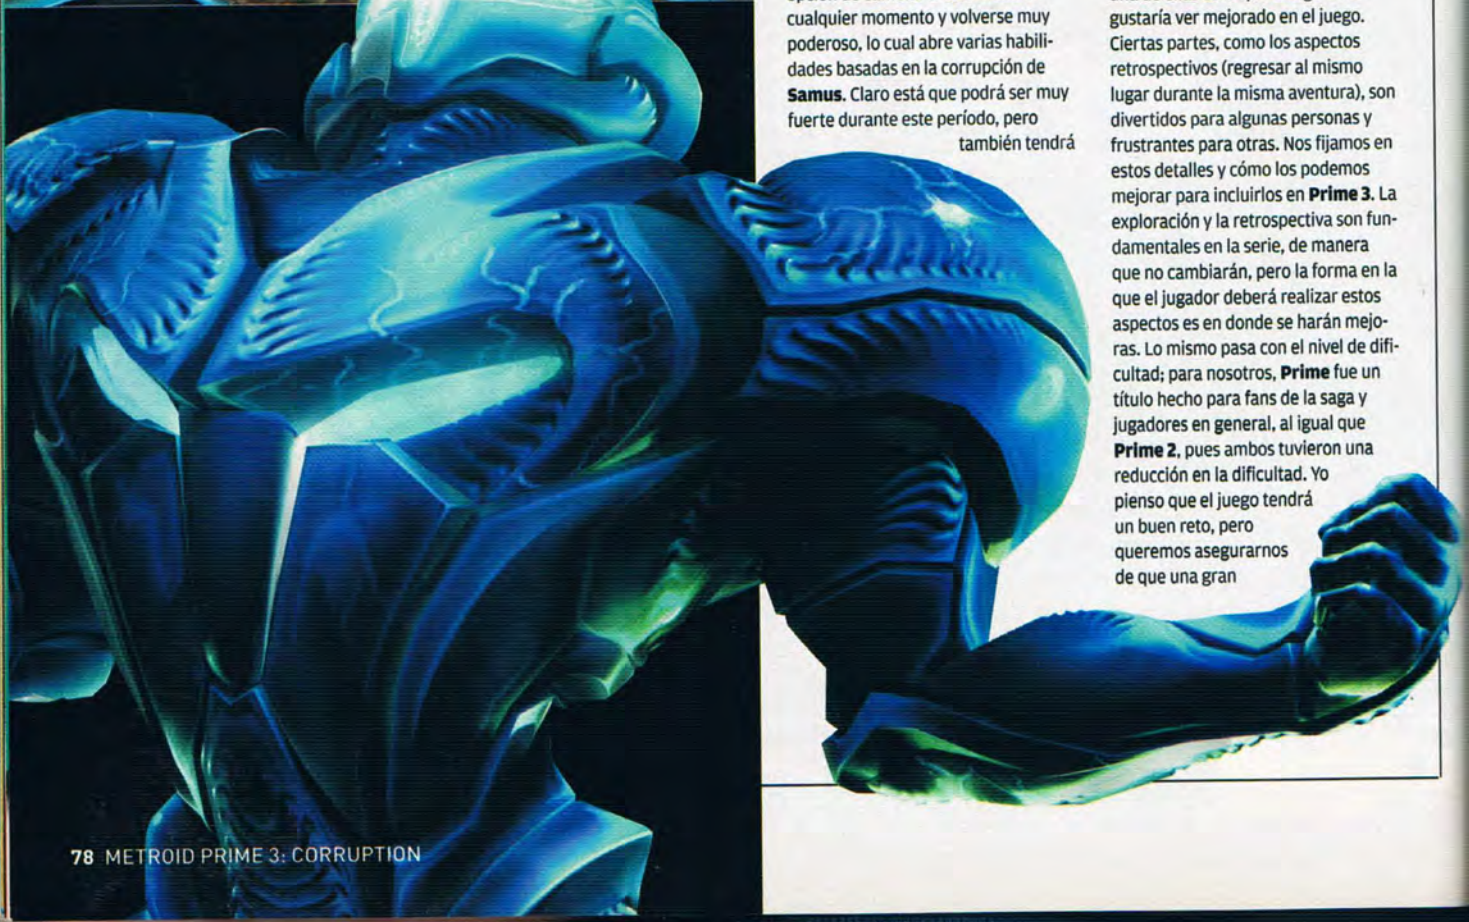 cualquier momento y volverse muy
poderoso, lo cual abre varias habili-
dades basadas en la corrupción de
Samus. Claro está que podrá ser muy
fuerte durante este período, pero
también tendrá
gustaría ver mejorado en el juego.
Ciertas partes, como los aspectos
retrospectivos (regresar al mismo
lugar durante la misma aventura), son
divertidos para algunas personas y
frustrantes para otras. Nos fijamos en
estos detalles y cómo los podemos
mejorar para incluirlos en Prime 3. La
exploración y la retrospectiva son fun-
damentales en la serie, de manera
que no cambiarán, pero la forma en la
que el jugador deberá realizar estos
aspectos es en donde se harán mejo-
ras. Lo mismo pasa con el nivel de difi-
cultad; para nosotros, Prime fue un
título hecho para fans de la saga y
jugadores en general, al igual que
Prime 2, pues ambos tuvieron una
reducción en la dificultad. Yo
pienso que el juego tendrá
un buen reto, pero
queremos asegurarnos
de que una gran
78 METROID PRIME 3: CORRUPTION